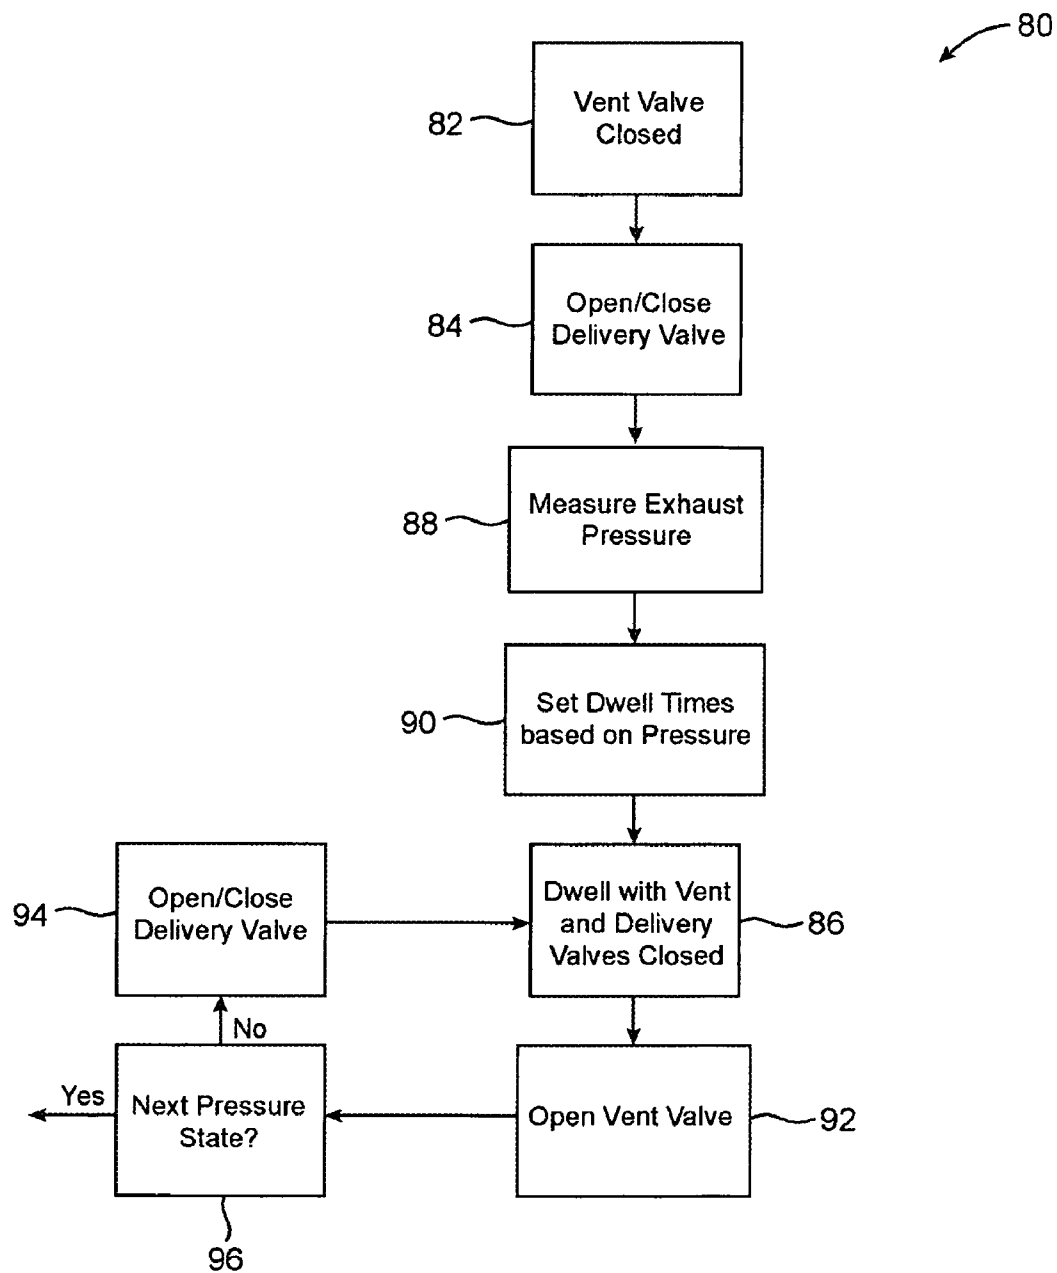 80
Vent Valve
Closed
82
Open/Close
Delivery Valve
84
Measure Exhaust
Pressure
88
Set Dwell Times
based on Pressure
90
Open/Close
Delivery Valve
94
Dwell with Vent
and Delivery
Valves Closed
86
No
Yes
Next Pressure
State?
96
Open Vent Valve
92